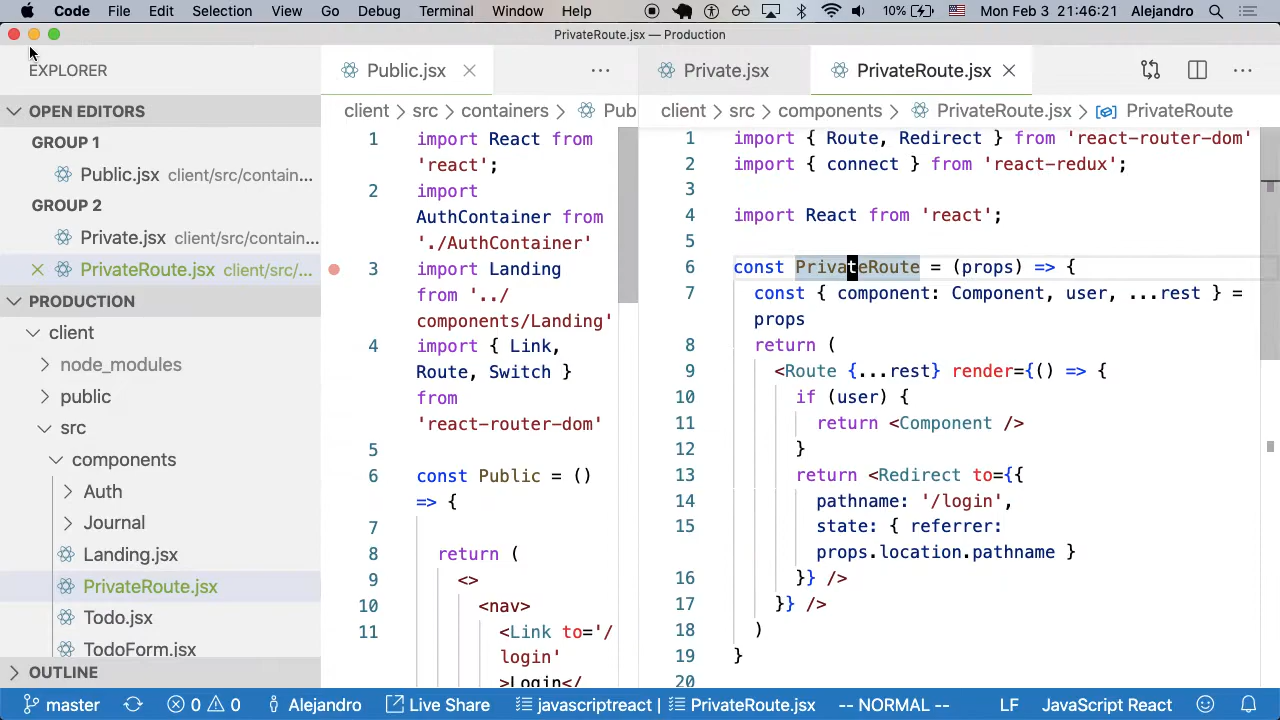 Code File Edit Selection View Go Debug Terminal Window Help 10% Mon Feb 3 21:46:21 Alejandro
PrivateRoute.jsx — Production
EXPLORER
OPEN EDITORS
GROUP 1
Public.jsx client/src/contain...
GROUP 2
Private.jsx client/src/contain...
PrivateRoute.jsx client/src/...
PRODUCTION
client
node_modules
public
src
components
Auth
Journal
Landing.jsx
PrivateRoute.jsx
Todo.jsx
TodoForm.jsx
OUTLINE
Public.jsx
client > src > containers > Pub
1 import React from
'react';
2 import
AuthContainer from
'./AuthContainer'
3 import Landing
from '../
components/Landing'
4 import { Link,
Route, Switch }
from
'react-router-dom'
5
6 const Public = ()
=> {
7
8 return (
9 <>
10 <nav>
11 <Link to='/
login'
>Login</
Private.jsx PrivateRoute.jsx
client > src > components > PrivateRoute.jsx > PrivateRoute
1 import { Route, Redirect } from 'react-router-dom'
2 import { connect } from 'react-redux';
3
4 import React from 'react';
5
6 const PrivateRoute = (props) => {
7 const { component: Component, user, ...rest } =
props
8 return (
9 <Route {...rest} render={() => {
10 if (user) {
11 return <Component />
12 }
13 return <Redirect to={{
14 pathname: '/login',
15 state: { referrer:
props.location.pathname }
16 }} />
17 }} />
18 )
19 }
20
master 0 0 Alejandro Live Share javascriptreact | PrivateRoute.jsx -- NORMAL -- LF JavaScript React